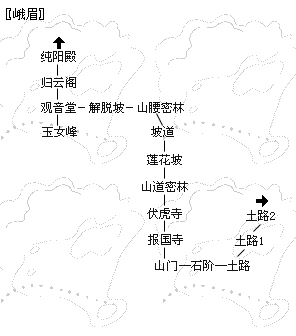 〖峨眉〗
纯阳殿
归云阁
观音堂 解脱坡 山腰密林
玉女峰 坡道
莲花坡
山道密林
伏虎寺
土路2
报国寺 土路1
山门 石阶 土路